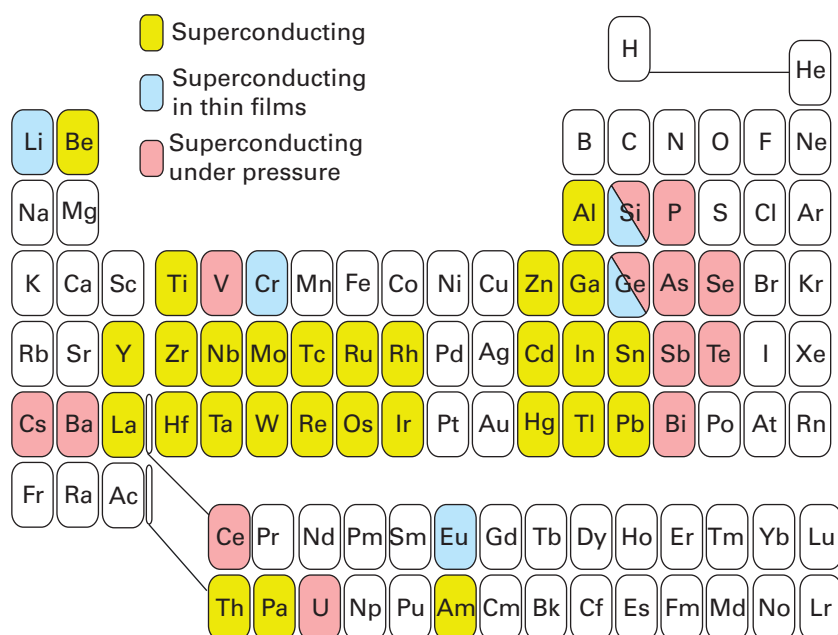 Superconducting
H
He
Superconducting
in thin films
Li Be
B C N O F Ne
Superconducting
under pressure
Na Mg
Al Si P S Cl Ar
K Ca Sc Ti V Cr Mn Fe Co Ni Cu Zn Ga Ge As Se Br Kr
Rb Sr Y Zr Nb Mo Tc Ru Rh Pd Ag Cd In Sn Sb Te I Xe
Cs Ba La Hf Ta W Re Os Ir Pt Au Hg Tl Pb Bi Po At Rn
Fr Ra Ac
Ce Pr Nd Pm Sm Eu Gd Tb Dy Ho Er Tm Yb Lu
Th Pa U Np Pu Am Cm Bk Cf Es Fm Md No Lr